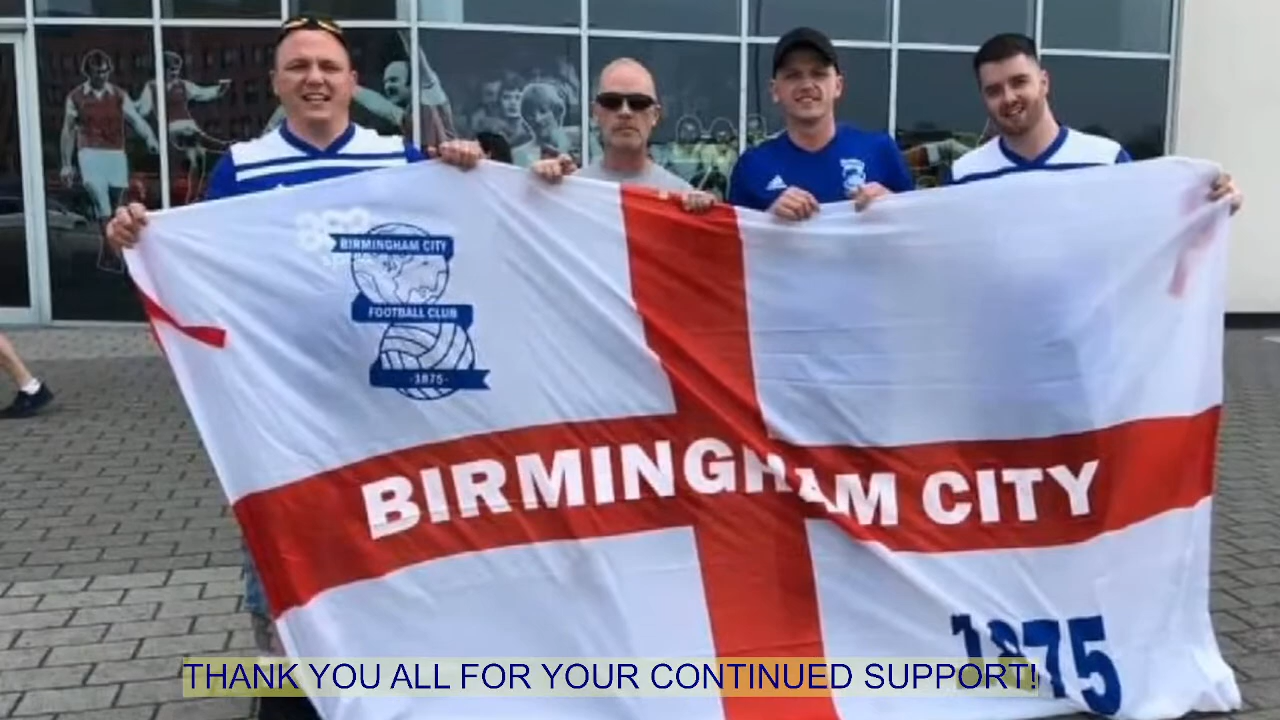 BIRMINGHAM CITY
FOOTBALL CLUB
·1875·
BIRMINGHAM CITY
1875
THANK YOU ALL FOR YOUR CONTINUED SUPPORT!